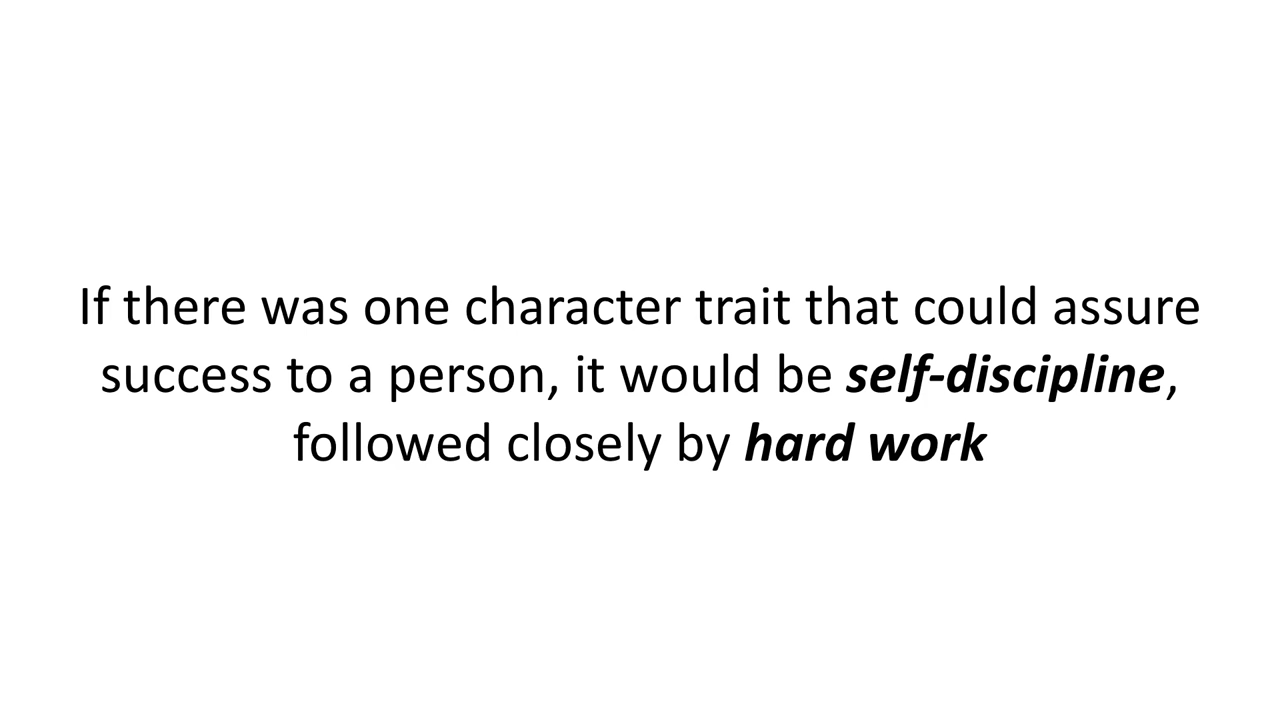 If there was one character trait that could assure
success to a person, it would be self-discipline,
followed closely by hard work